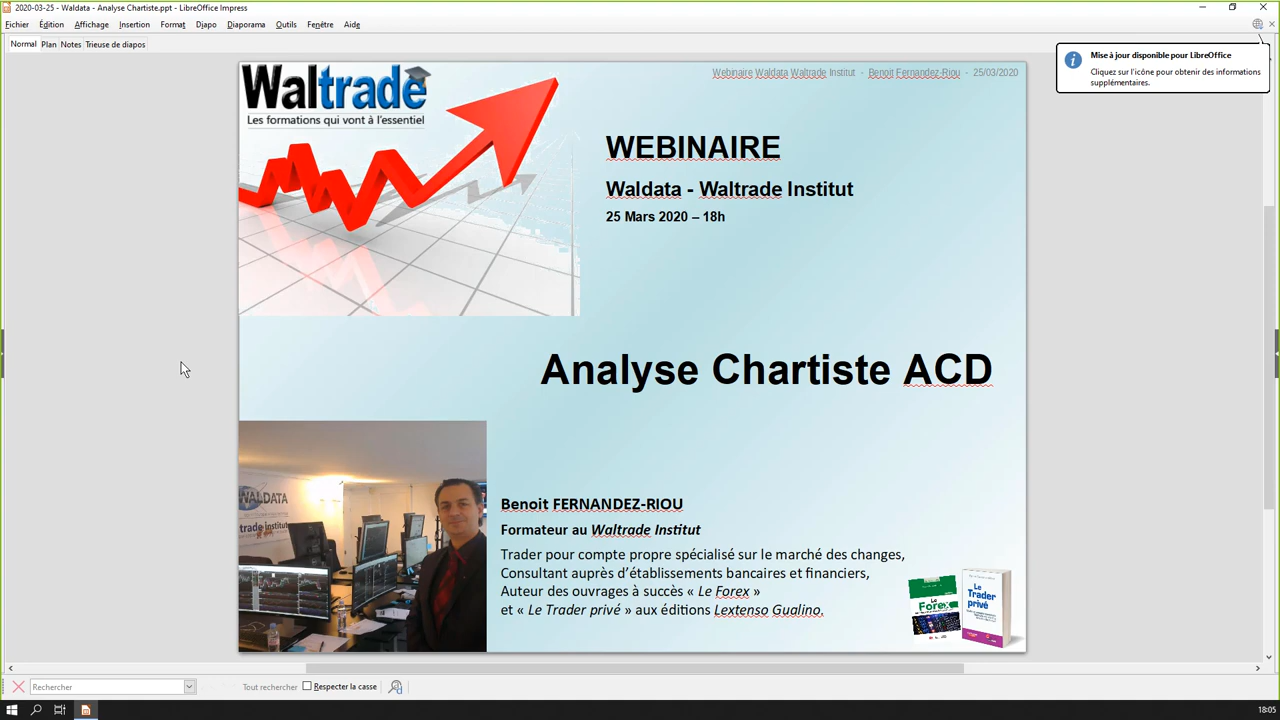 2020-03-25 - Waldata - Analyse Chartiste.ppt - LibreOffice Impress
Fichier Édition Affichage Insertion Format Diapo Diaporama Outils Fenêtre Aide
Normal Plan Notes Trieuse de diapos
Mise à jour disponible pour LibreOffice
Cliquez sur l'icône pour obtenir des informations
supplémentaires.
Waltrade
Les formations qui vont à l'essentiel
Webinaire Waldata Waltrade Institut - Benoit Fernandez-Riou - 25/03/2020
WEBINAIRE
Waldata - Waltrade Institut
25 Mars 2020 – 18h
Analyse Chartiste ACD
WALDATA
trade Institut
Benoit FERNANDEZ-RIOU
Formateur au Waltrade Institut
Trader pour compte propre spécialisé sur le marché des changes,
Consultant auprès d'établissements bancaires et financiers,
Auteur des ouvrages à succès « Le Forex »
et « Le Trader privé » aux éditions Lextenso Gualino.
Le
Forex
Le
Trader
privé
Rechercher
Tout rechercher
Respecter la casse
18:05